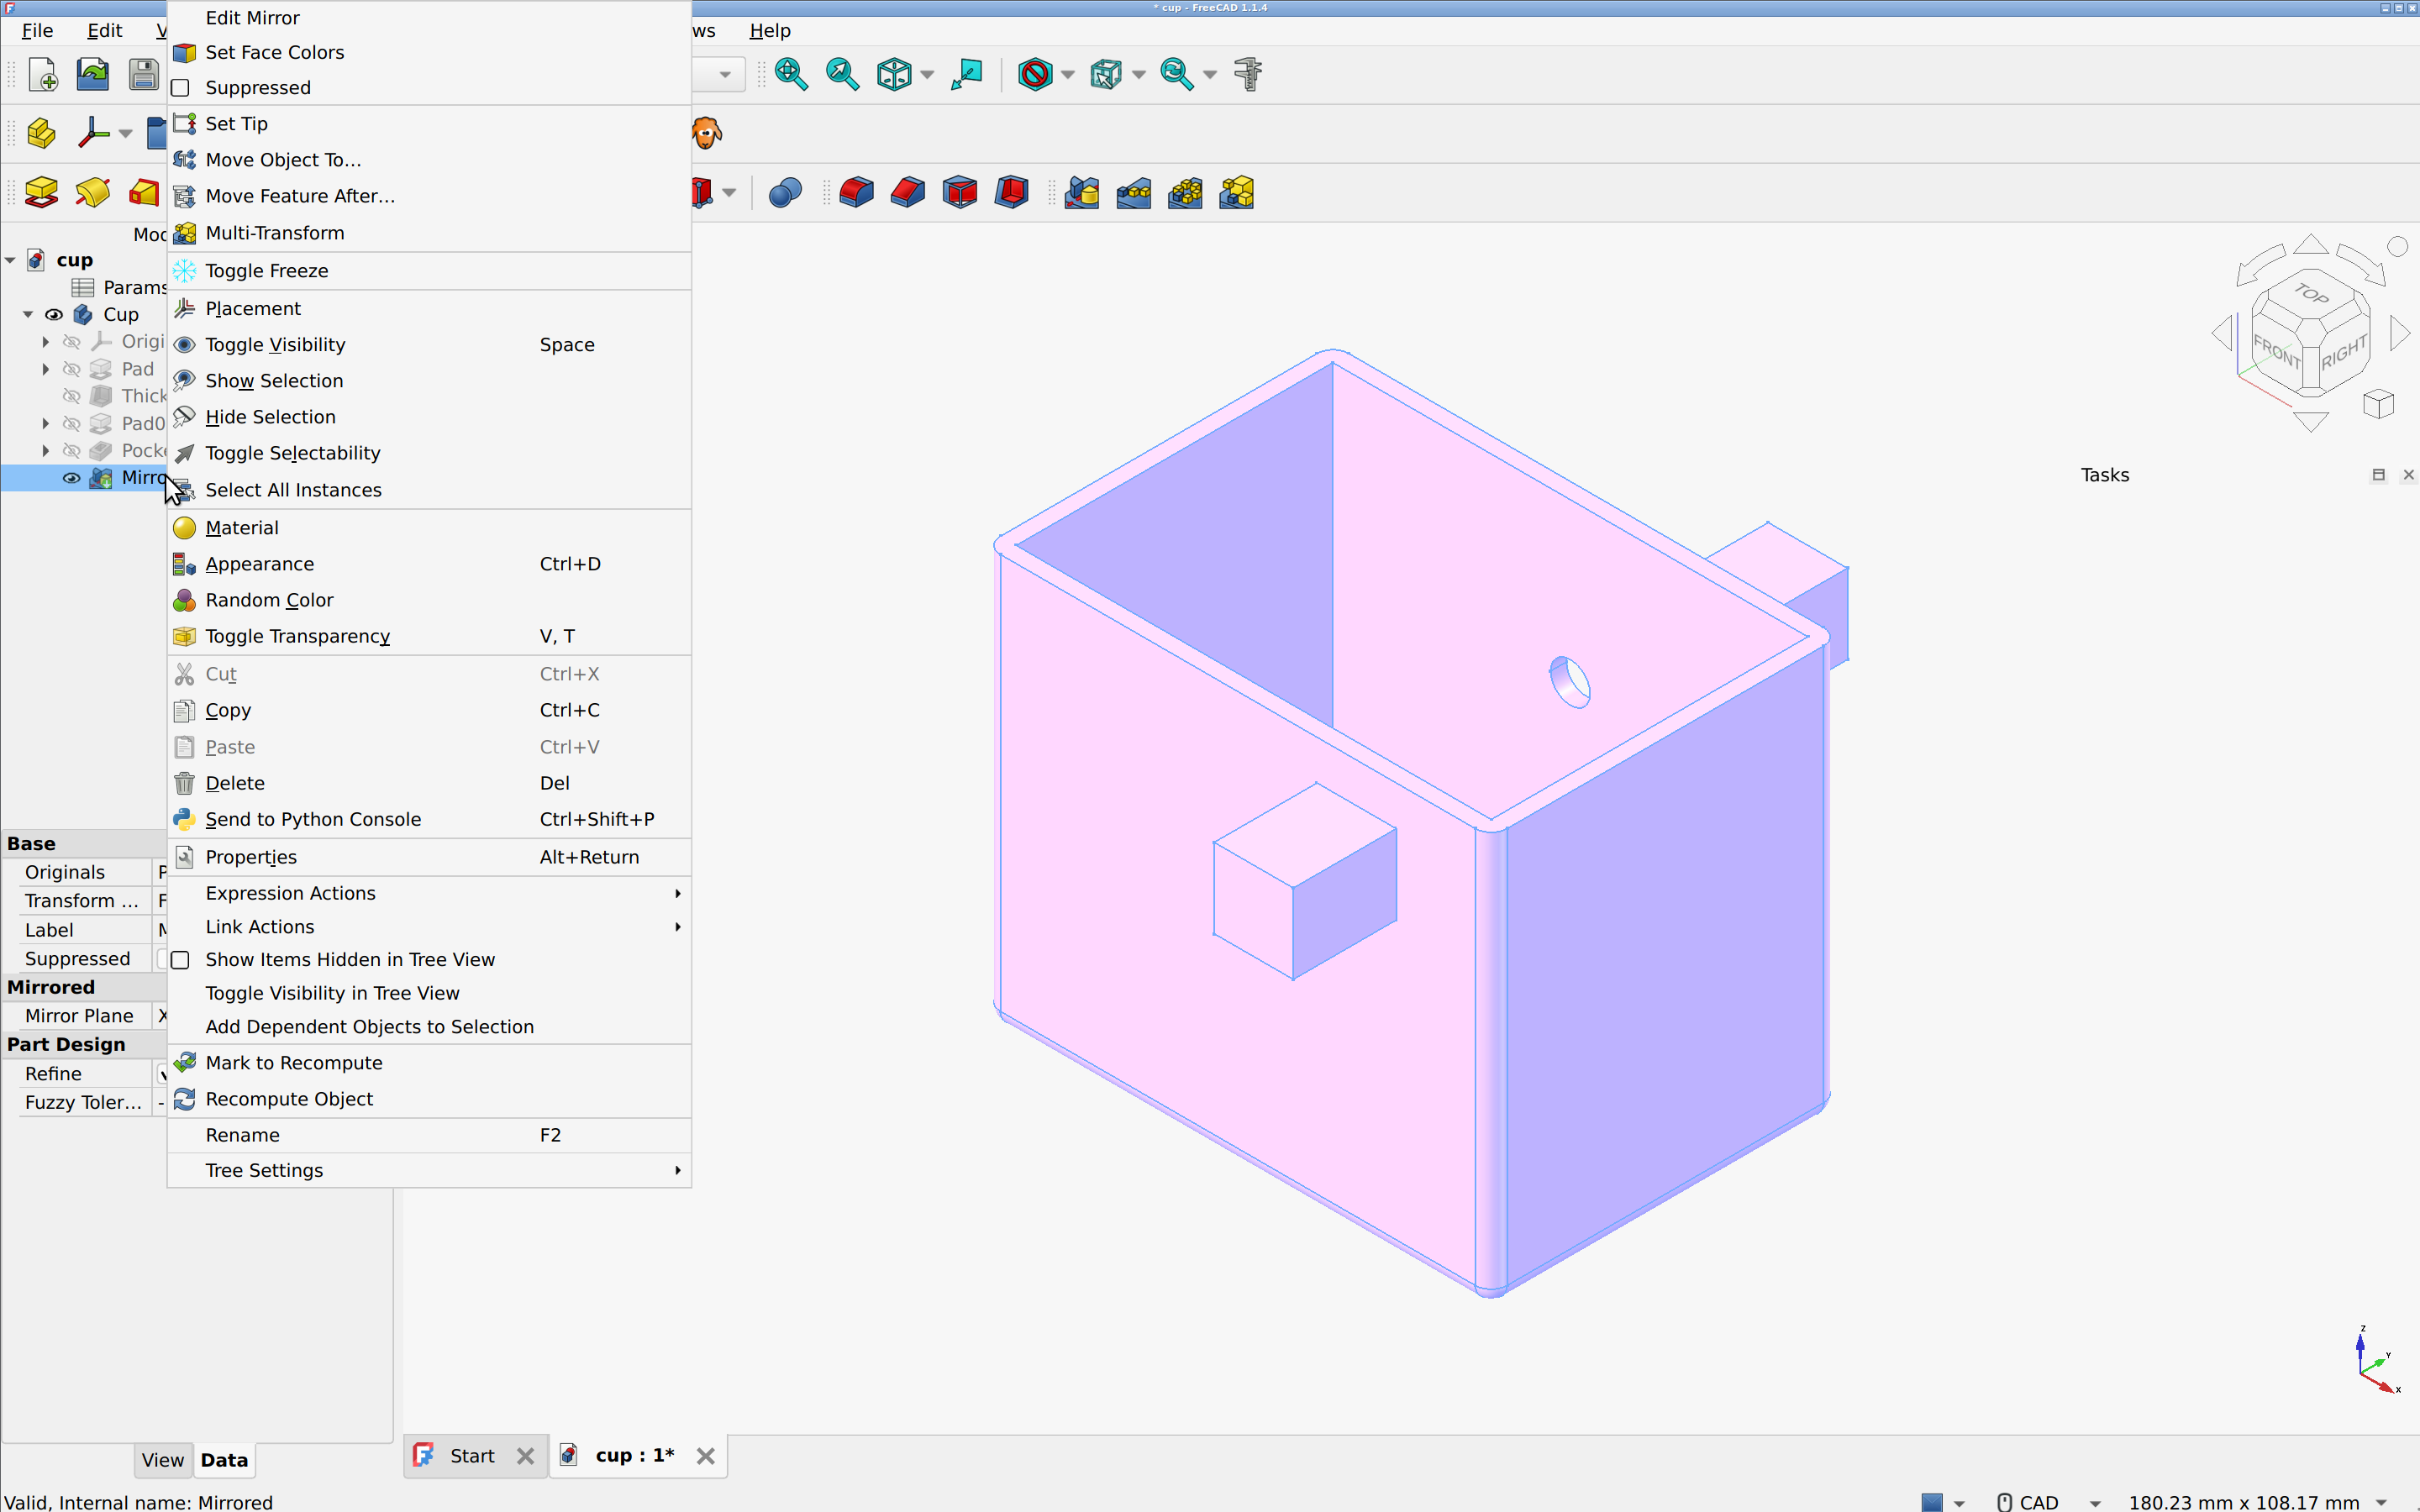 * cup - FreeCAD 1.1.4
File Edit V ws Help
Edit Mirror
Set Face Colors
Suppressed
Set Tip
Move Object To...
Move Feature After...
Multi-Transform
Toggle Freeze
Placement
Toggle Visibility Space
Show Selection
Hide Selection
Toggle Selectability
Select All Instances
Material
Appearance Ctrl+D
Random Color
Toggle Transparency V, T
Cut Ctrl+X
Copy Ctrl+C
Paste Ctrl+V
Delete Del
Send to Python Console Ctrl+Shift+P
Properties Alt+Return
Expression Actions
Link Actions
Show Items Hidden in Tree View
Toggle Visibility in Tree View
Add Dependent Objects to Selection
Mark to Recompute
Recompute Object
Rename F2
Tree Settings
Mod
cup
Params
Cup
Origi
Pad
Thick
Pad0
Pocke
Mirro
Base
Originals P
Transform ... F
Label M
Suppressed
Mirrored
Mirror Plane X
Part Design
Refine
Fuzzy Toler... -
View Data
TOP
FRONT
RIGHT
Tasks
Z
Y
X
Start
cup : 1*
Valid, Internal name: Mirrored
CAD
180.23 mm x 108.17 mm